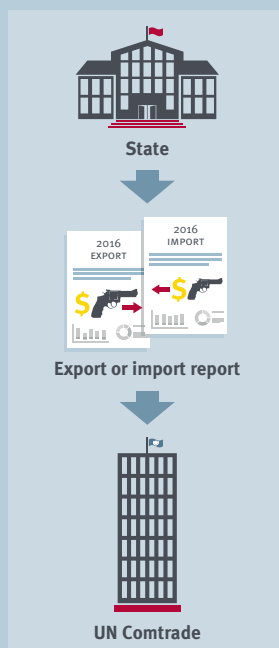 State
2016
EXPORT
2016
IMPORT
$
$
Export or import report
UN Comtrade